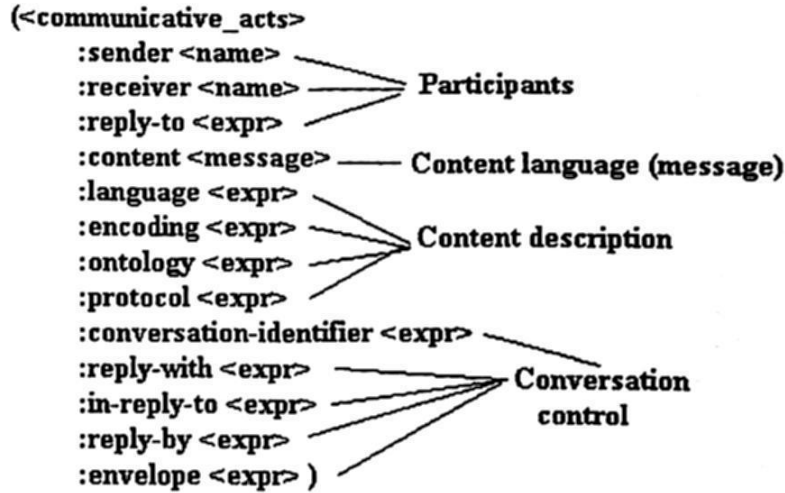 (<communicative_acts>
:sender <name>
:receiver <name>
Participants
:reply-to <expr>
:content <message>
Content language (message)
:language <expr>
:encoding <expr>
Content description
:ontology <expr>
:protocol <expr>
:conversation-identifier <expr>
:reply-with <expr>
Conversation
control
:in-reply-to <expr>
:reply-by <expr>
:envelope <expr> )